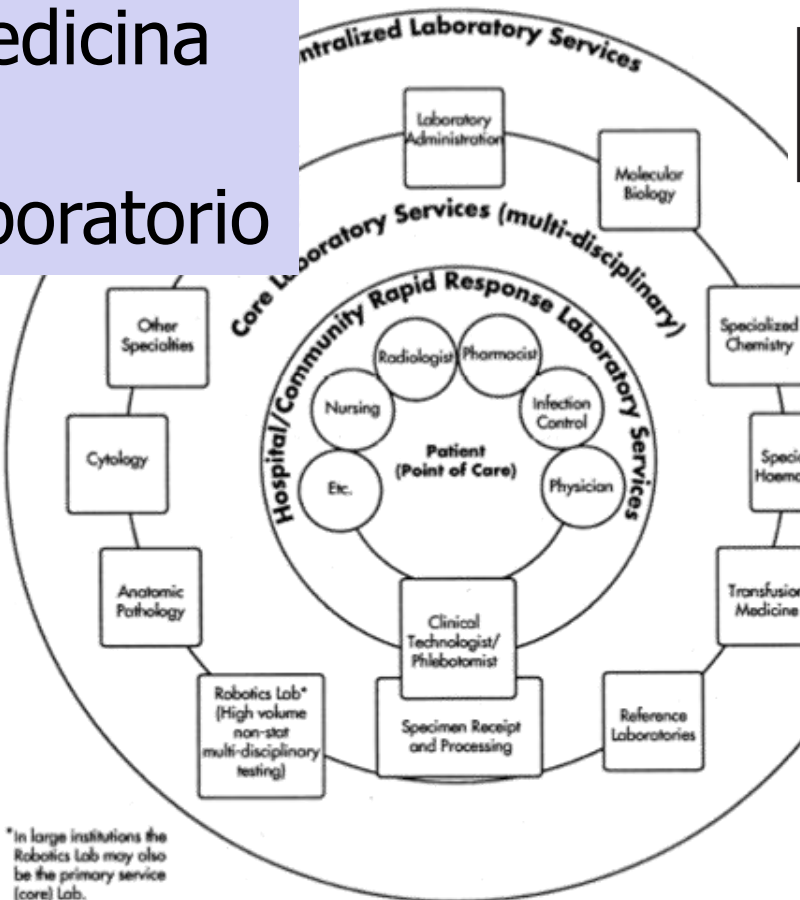 edicina
boratorio
ntralized Laboratory Services
Laboratory
Administration
Molecular
Biology
Core Laboratory Services (multi-disciplinary)
Hospital/Community Rapid Response Laboratory Services
Other
Specialties
Specialized
Chemistry
Radiologist
Pharmacist
Nursing
Infection
Control
Cytology
Patient
(Point of Care)
Speci
Haema
Etc.
Physician
Anatomic
Pathology
Transfusion
Medicine
Clinical
Technologist/
Phlebotomist
Robotics Lab*
(High volume
non-stat
multi-disciplinary
testing)
Specimen Receipt
and Processing
Reference
Laboratories
*In large institutions the
Robotics Lab may also
be the primary service
(core) Lab.